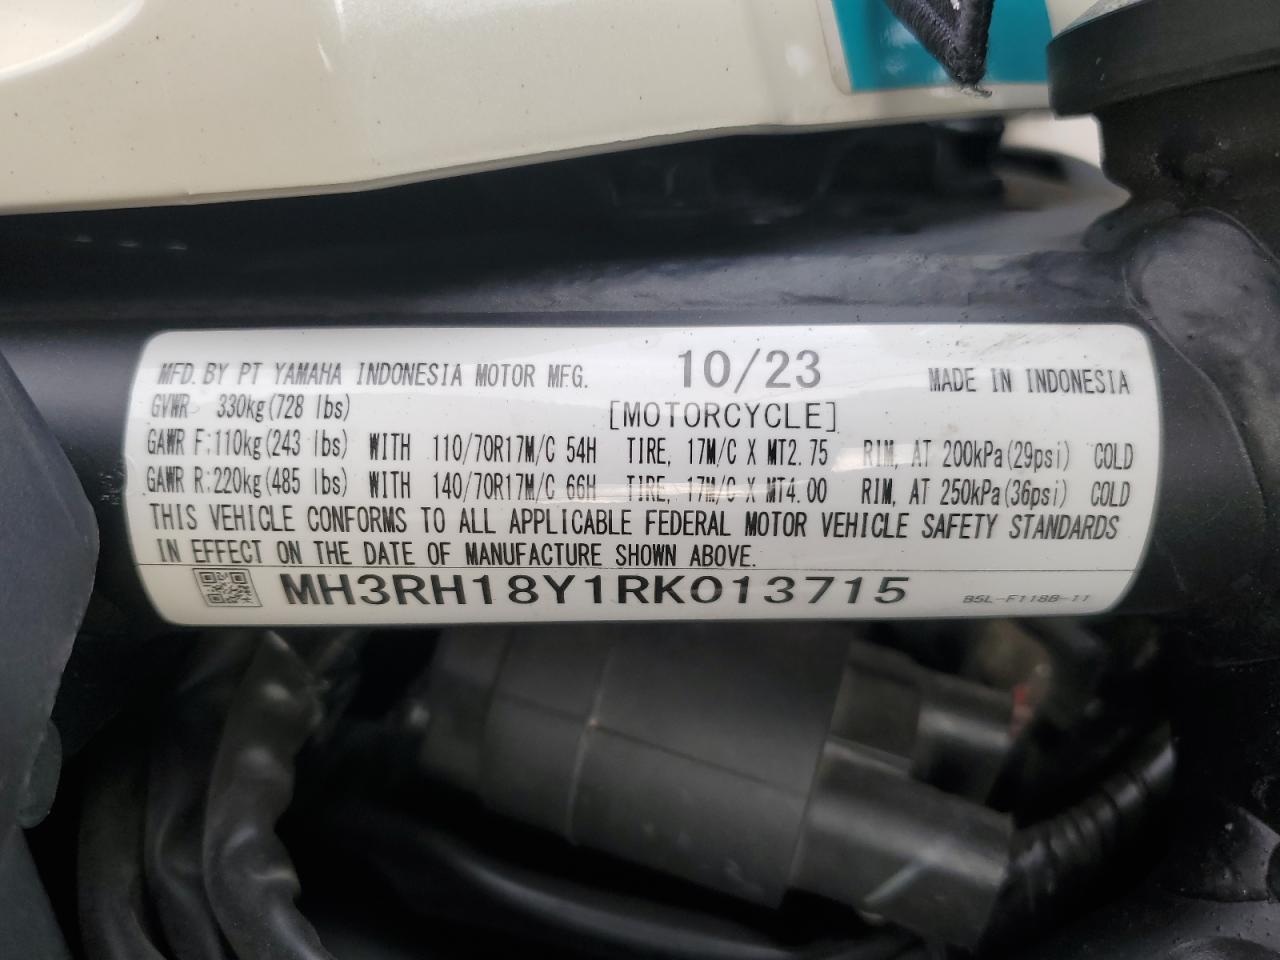 MFD. BY PT YAMAHA INDONESIA MOTOR MFG. 10/23 MADE IN INDONESIA
GVWR 330kg(728 lbs) [MOTORCYCLE]
GAWR F:110kg(243 lbs) WITH 110/70R17M/C 54H TIRE, 17M/C X MT2.75 RIM, AT 200kPa(29psi) COLD
GAWR R:220kg(485 lbs) WITH 140/70R17M/C 66H TIRE, 17M/C X MT4.00 RIM, AT 250kPa(36psi) COLD
THIS VEHICLE CONFORMS TO ALL APPLICABLE FEDERAL MOTOR VEHICLE SAFETY STANDARDS
IN EFFECT ON THE DATE OF MANUFACTURE SHOWN ABOVE.
MH3RH18Y1RK013715 B5L-F118B-11